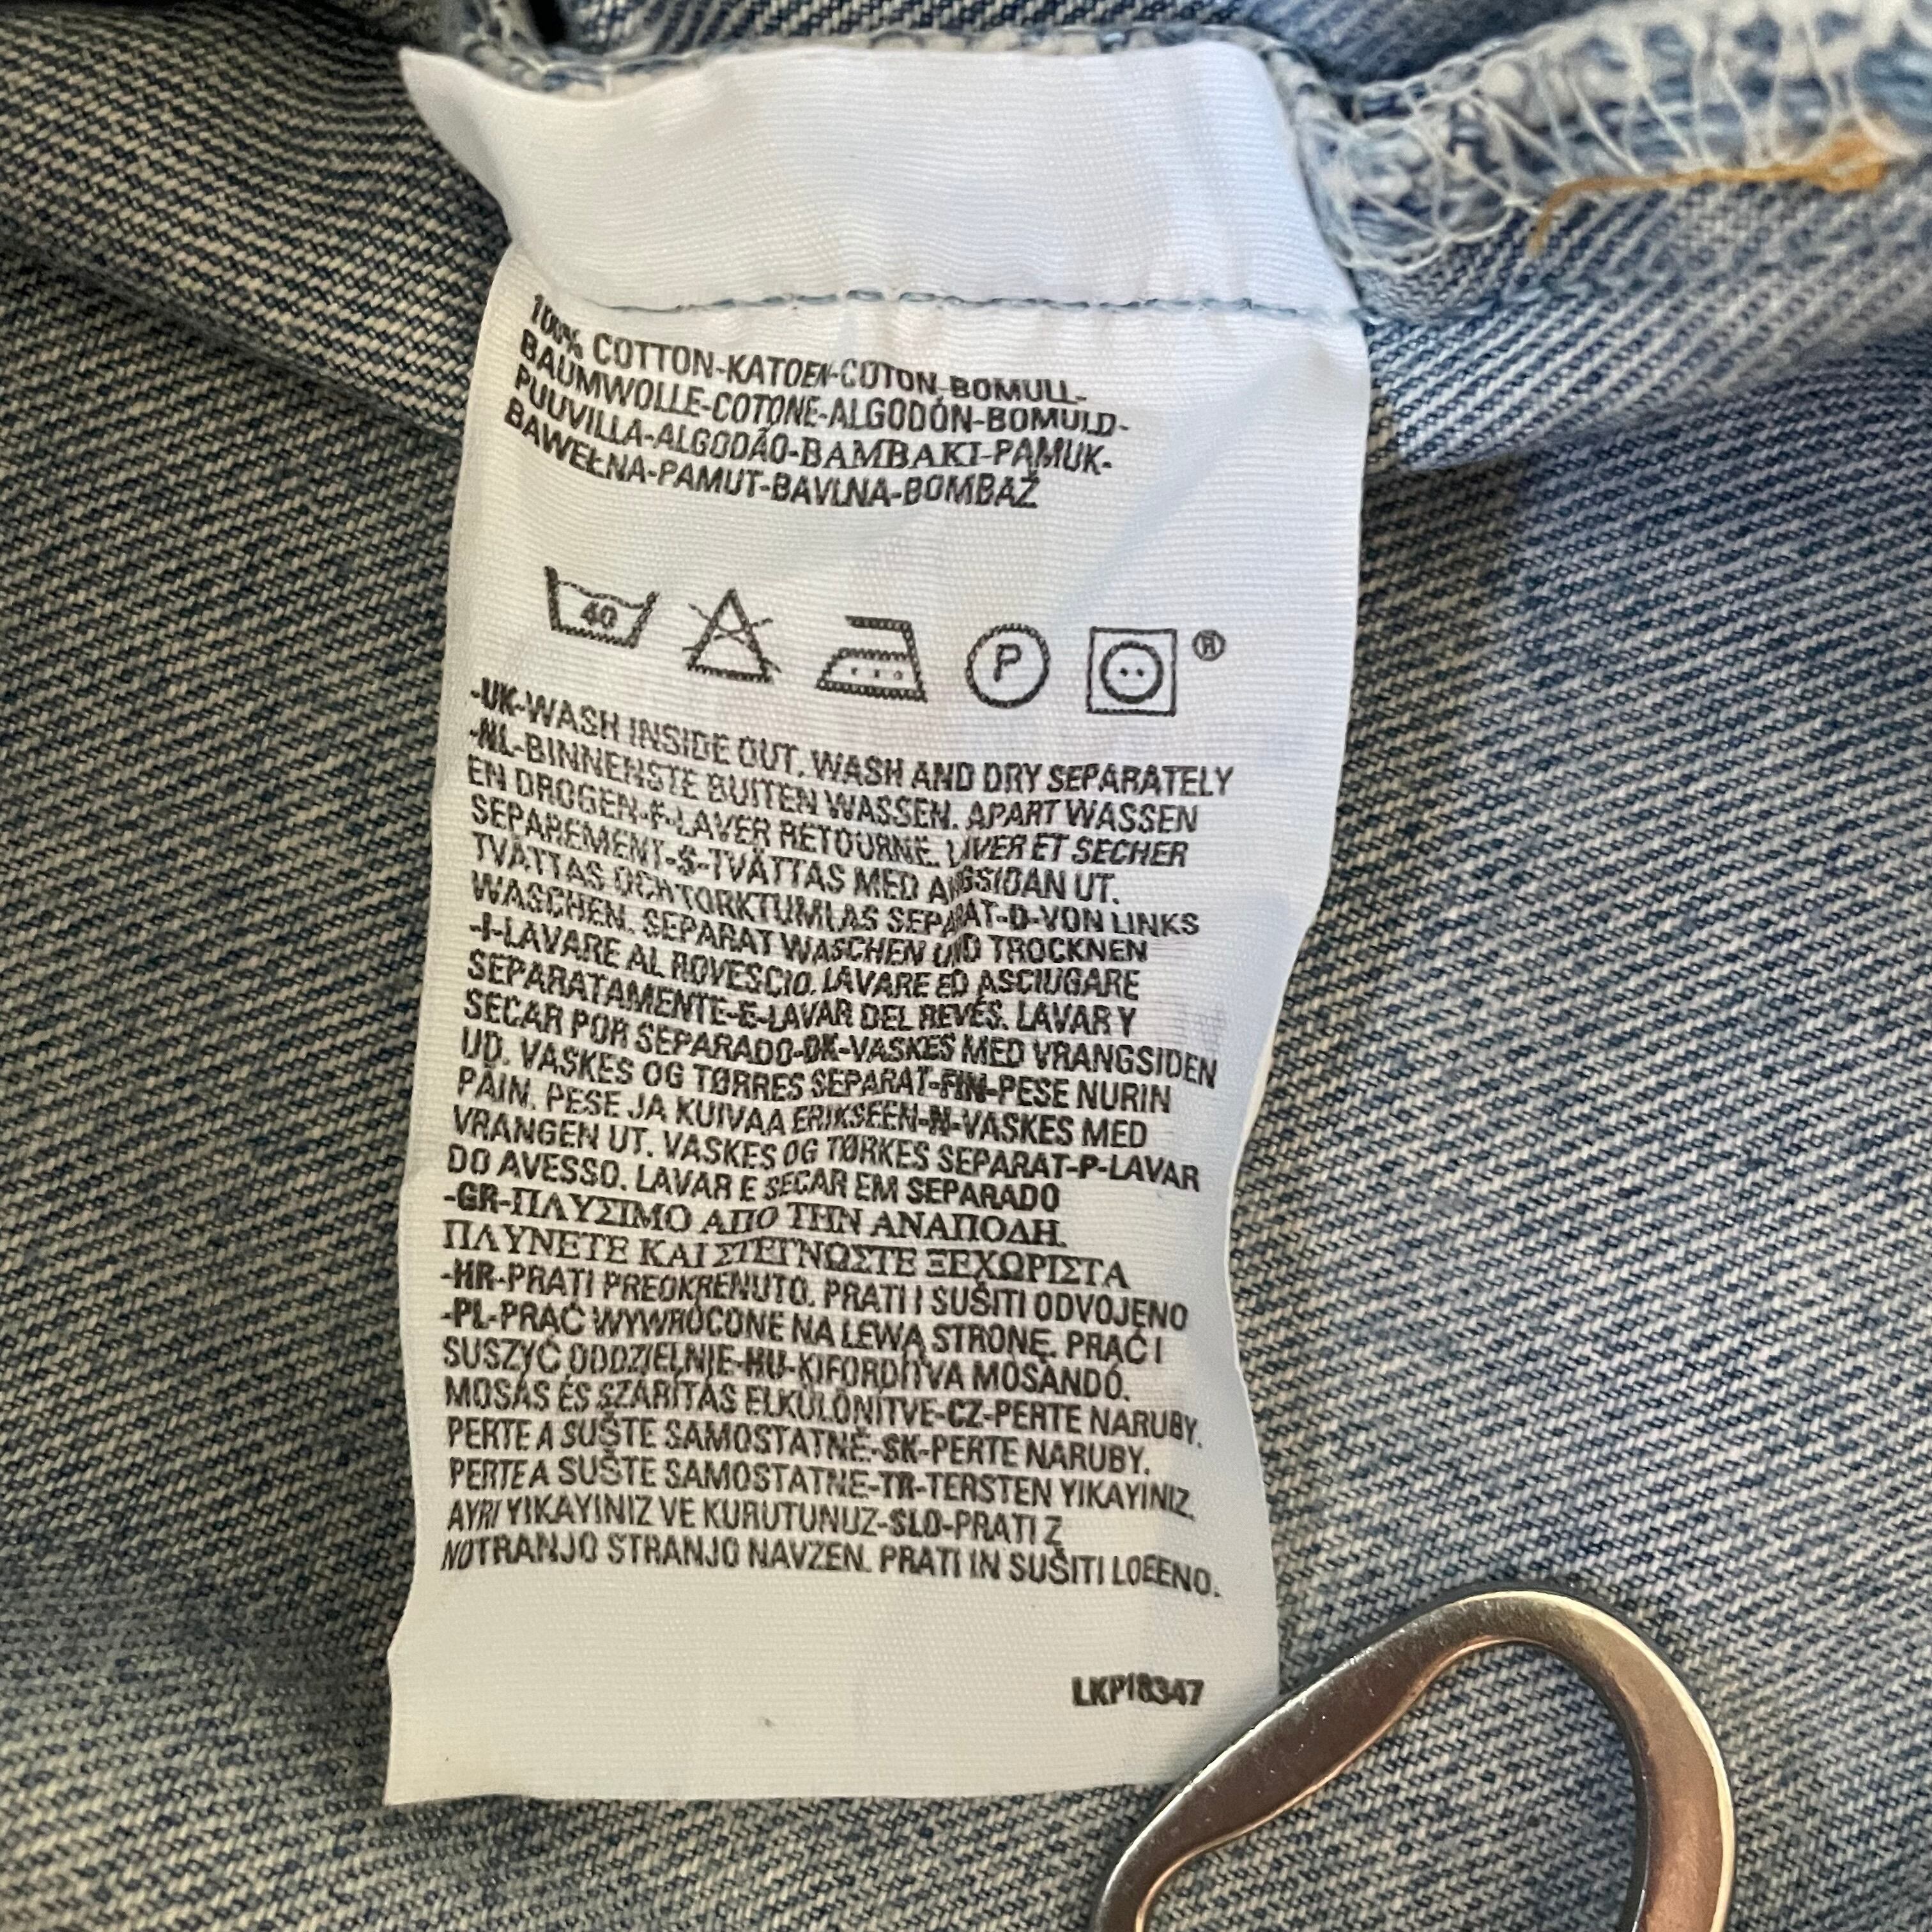 100% COTTON-KATOEN-COTON-BOMULL-
BAUMWOLLE-COTONE-ALGODÓN-BOMULD-
PUUVILLA-ALGODÃO-BAMBAKI-PAMUK-
BAWEŁNA-PAMUT-BAVLNA-BOMBAŽ
40
P
®
-UK-WASH INSIDE OUT. WASH AND DRY SEPARATELY
-NL-BINNENSTE BUITEN WASSEN. APART WASSEN
EN DROGEN-F-LAVER RETOURNE. LAVER ET SECHER
SEPAREMENT-S-TVÄTTAS MED AVIGSIDAN UT.
TVÄTTAS OCH TORKTUMLAS SEPARAT-D-VON LINKS
WASCHEN. SEPARAT WASCHEN UND TROCKNEN
-I-LAVARE AL ROVESCIO. LAVARE ED ASCIUGARE
SEPARATAMENTE-E-LAVAR DEL REVÉS. LAVAR Y
SECAR POR SEPARADO-DK-VASKES MED VRANGSIDEN
UD. VASKES OG TØRRES SEPARAT-FIN-PESE NURIN
PÄIN. PESE JA KUIVAA ERIKSEEN-N-VASKES MED
VRANGEN UT. VASKES OG TØRKES SEPARAT-P-LAVAR
DO AVESSO. LAVAR E SECAR EM SEPARADO
-GR-ΠΛΥΣΙΜΟ ΑΠΟ ΤΗΝ ΑΝΑΠΟΔΗ.
ΠΛΥΝΕΤΕ ΚΑΙ ΣΤΕΓΝΩΣΤΕ ΞΕΧΩΡΙΣΤΑ
-HR-PRATI PREOKRENUTO. PRATI I SUŠITI ODVOJENO
-PL-PRAĆ WYWRÓCONE NA LEWĄ STRONĘ. PRAĆ I
SUSZYĆ ODDZIELNIE-HU-KIFORDÍTVA MOSANDÓ.
MOSÁS ÉS SZÁRÍTÁS ELKÜLÖNÍTVE-CZ-PERTE NARUBY.
PERTE A SUŠTE SAMOSTATNĚ-SK-PERTE NARUBY.
PERTE A SUŠTE SAMOSTATNE-TR-TERSTEN YIKAYINIZ.
AYRI YIKAYINIZ VE KURUTUNUZ-SLO-PRATI Z
NOTRANJO STRANJO NAVZEN. PRATI IN SUŠITI LOEENO.
LKP18347